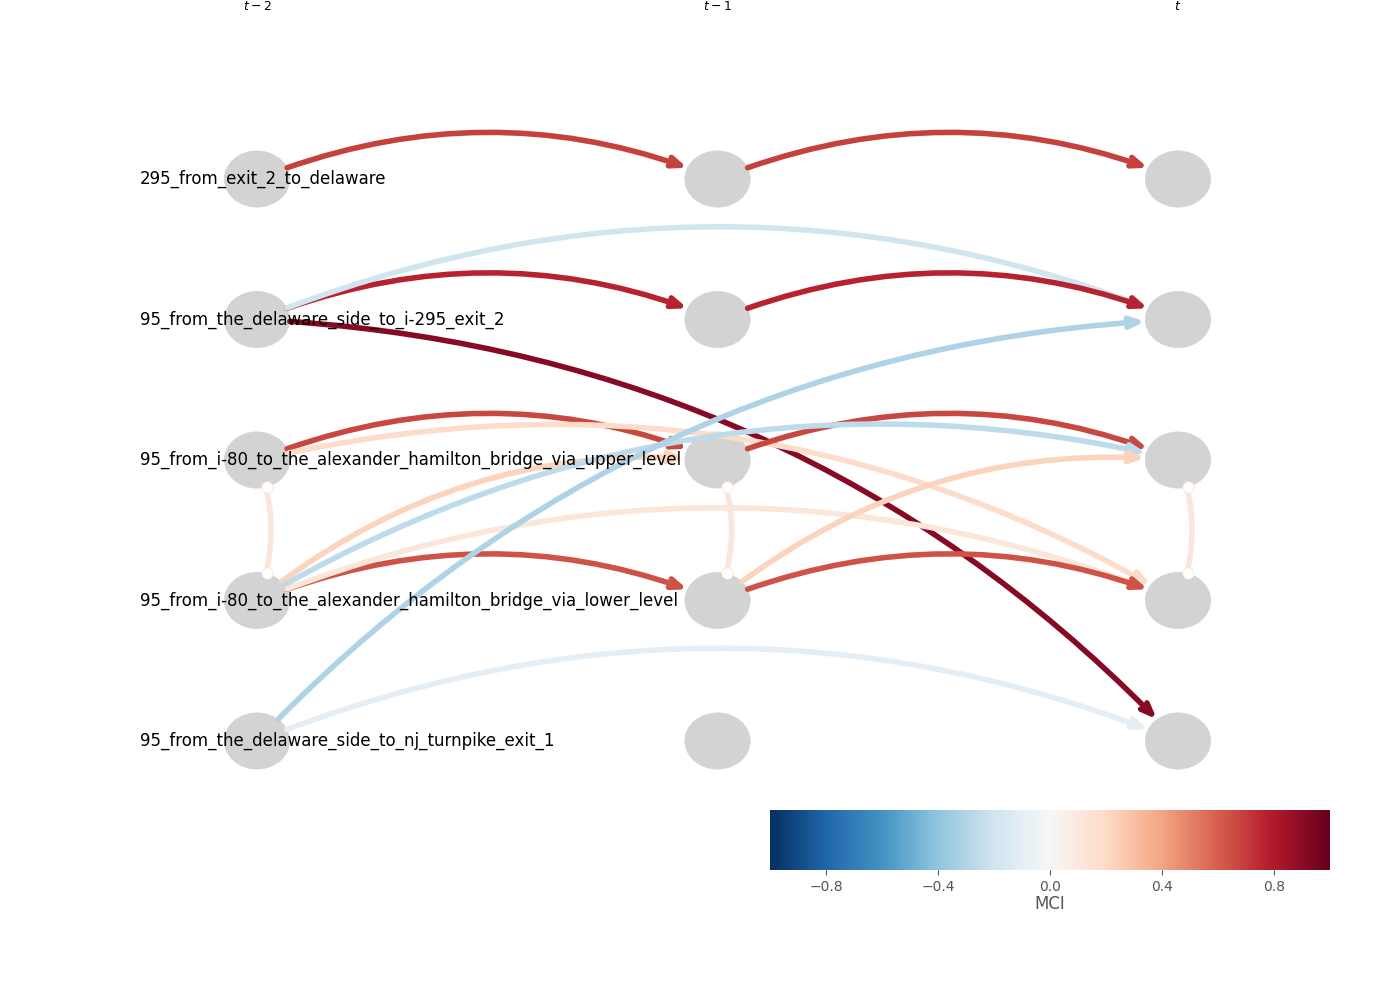 t − 2 t − 1 t
295_from_exit_2_to_delaware
95_from_the_delaware_side_to_i-295_exit_2
95_from_i-80_to_the_alexander_hamilton_bridge_via_upper_level
95_from_i-80_to_the_alexander_hamilton_bridge_via_lower_level
95_from_the_delaware_side_to_nj_turnpike_exit_1
−0.8 −0.4 0.0 0.4 0.8
MCI